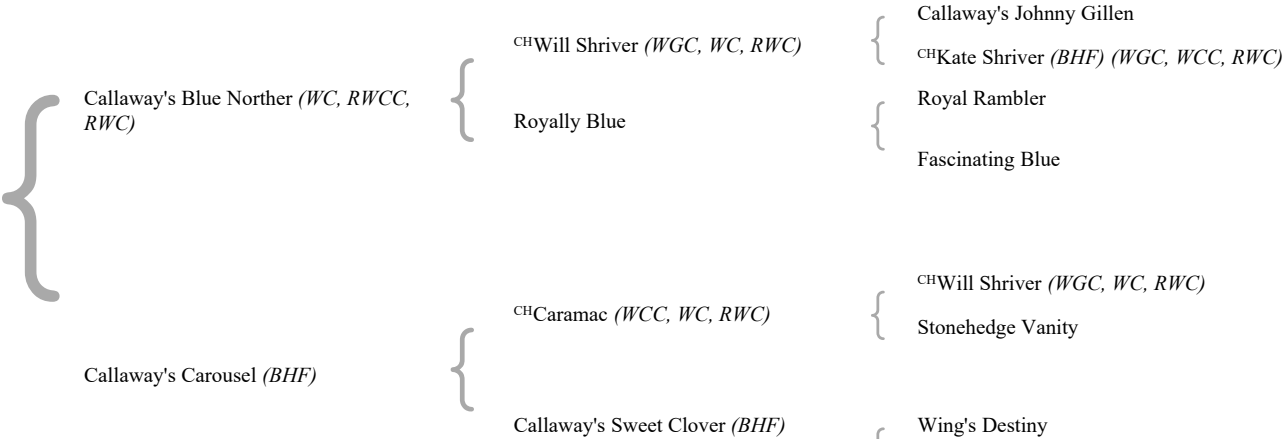 Callaway's Johnny Gillen
CHWill Shriver (WGC, WC, RWC)
CHKate Shriver (BHF) (WGC, WCC, RWC)
Callaway's Blue Norther (WC, RWCC,
RWC)
Royal Rambler
Royally Blue
Fascinating Blue
CHWill Shriver (WGC, WC, RWC)
CHCaramac (WCC, WC, RWC)
Stonehedge Vanity
Callaway's Carousel (BHF)
Callaway's Sweet Clover (BHF)
Wing's Destiny